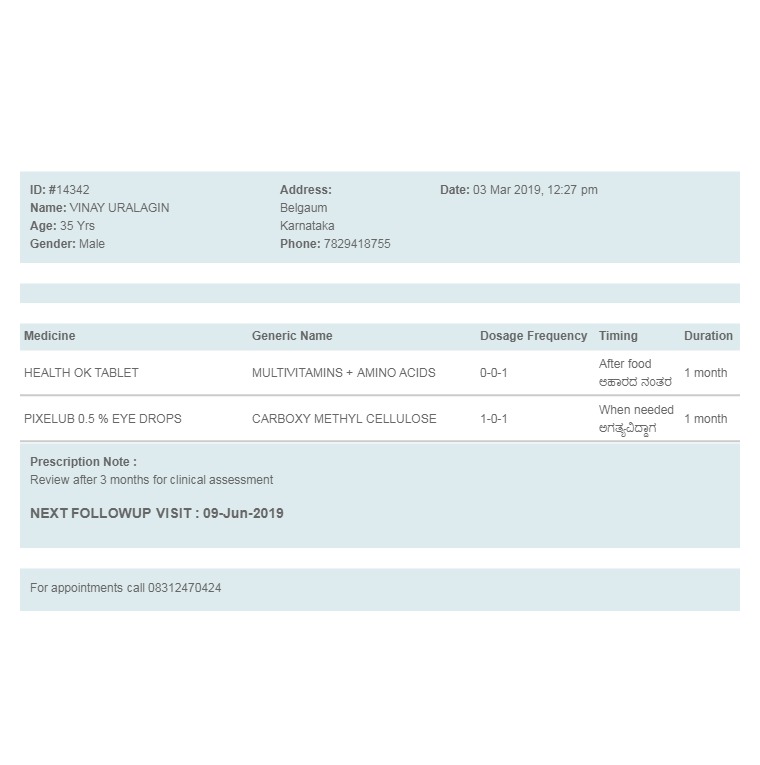 ID: #14342
Name: VINAY URALAGIN
Age: 35 Yrs
Gender: Male
Address:
Belgaum
Karnataka
Phone: 7829418755
Date: 03 Mar 2019, 12:27 pm
Medicine Generic Name Dosage Frequency Timing Duration
HEALTH OK TABLET MULTIVITAMINS + AMINO ACIDS 0-0-1 After food 1 month
ಆಹಾರದ ನಂತರ
PIXELUB 0.5 % EYE DROPS CARBOXY METHYL CELLULOSE 1-0-1 When needed 1 month
ಅಗತ್ಯವಿದ್ದಾಗ
Prescription Note :
Review after 3 months for clinical assessment
NEXT FOLLOWUP VISIT : 09-Jun-2019
For appointments call 08312470424